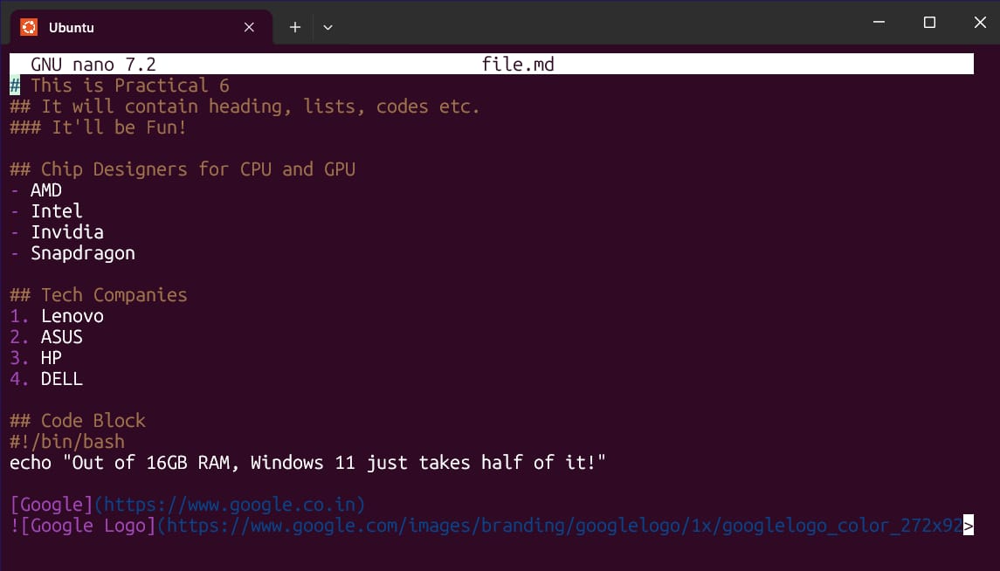 Ubuntu
GNU nano 7.2 file.md
# This is Practical 6
## It will contain heading, lists, codes etc.
### It'll be Fun!
## Chip Designers for CPU and GPU
- AMD
- Intel
- Invidia
- Snapdragon
## Tech Companies
1. Lenovo
2. ASUS
3. HP
4. DELL
## Code Block
#!/bin/bash
echo "Out of 16GB RAM, Windows 11 just takes half of it!"
[Google](https://www.google.co.in)
![Google Logo](https://www.google.com/images/branding/googlelogo/1x/googlelogo_color_272x92>